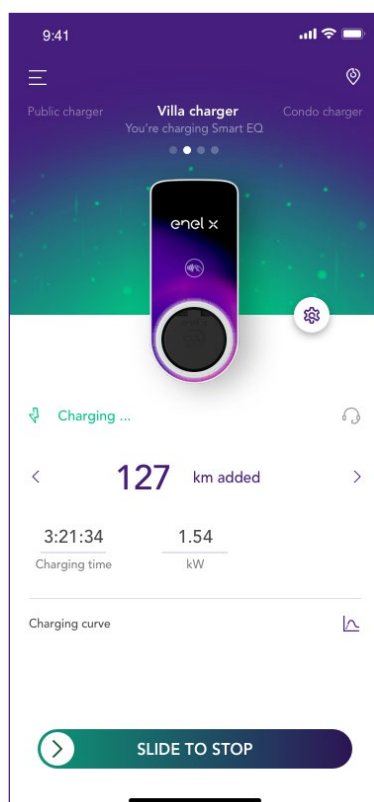 9:41
Public charger
Villa charger
Condo charger
You're charging Smart EQ
enel x
Charging ...
127 km added
3:21:34
1.54
Charging time
kW
Charging curve
SLIDE TO STOP